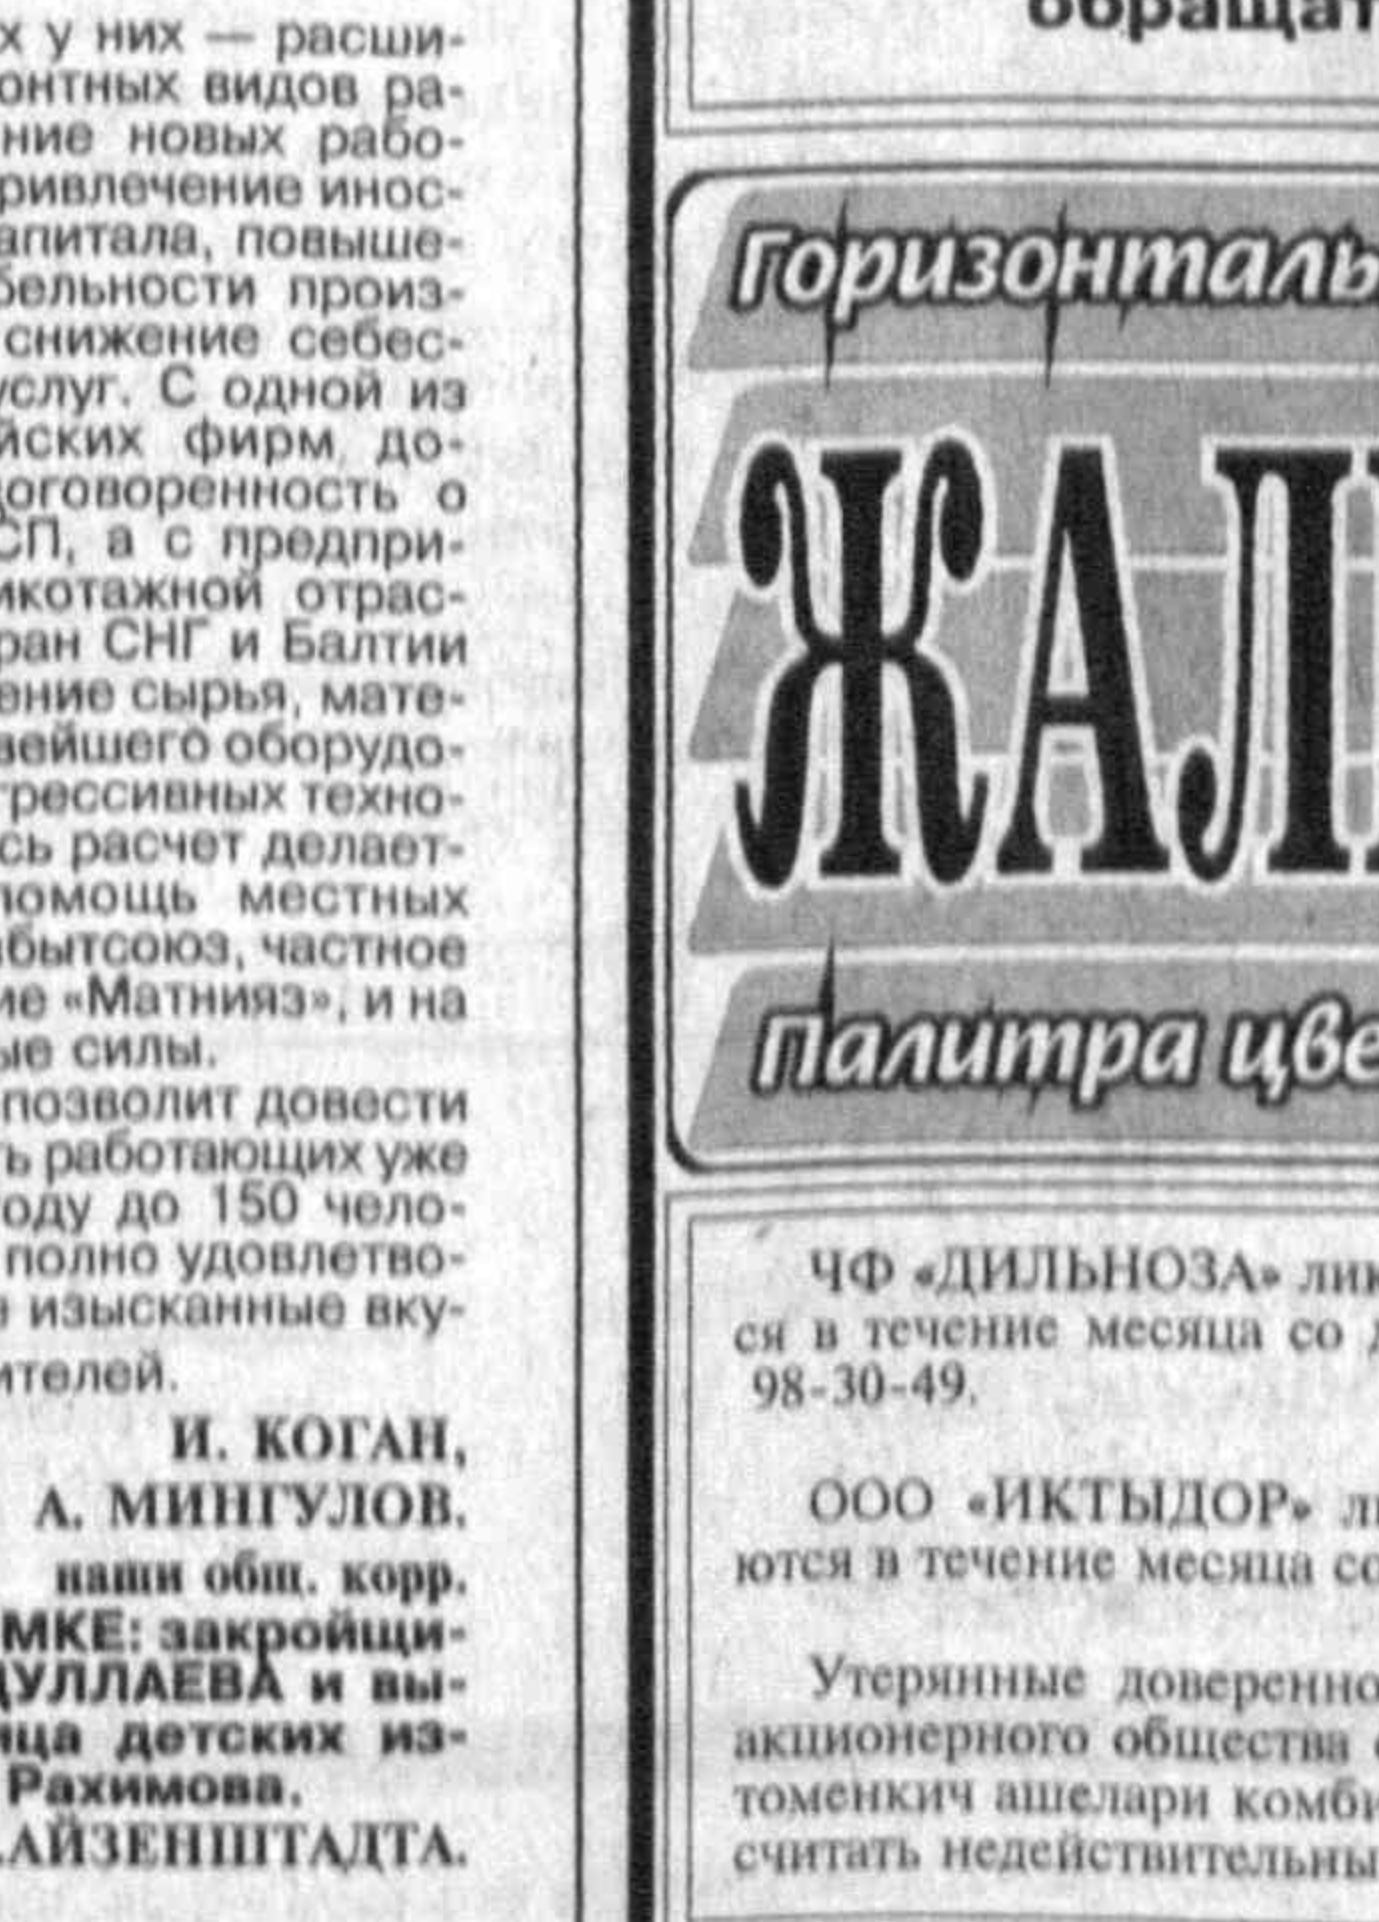 х у них — расши-
онтных видов ра-
ние новых рабо-
ривлечение инос-
апитала, повыше-
бельности произ-
снижение себес-
услуг. С одной из
йских фирм до-
договоренность о
СП, а с предпри-
икотажной отрас-
ран СНГ и Балтии
ение сырья, мате-
вейшего оборудо-
грессивных техно-
сь расчет делает-
помощь местных
бытсоюз, частное
ие «Матнияз», и на
ые силы.
позволит довести
ть работающих уже
оду до 150 чело-
полно удовлетво-
е изысканные вку-
ителей.
И. КОГАН,
А. МИНГУЛОВ.
наши общ. корр.
МКЕ: закройщи-
ДУЛЛАЕВА и вы-
ица детских из-
Рахимова.
.АЙЗЕНШТАДТА.
обращат
Горизонталь
ЖАЛ
Палитра цве
ЧФ «ДИЛЬНОЗА» лик
ся в течение месяца со д
98-30-49.
ООО «ИКТЫДОР» ли
ются в течение месяца со
Утерянные доверенно
акционерного общества
томенкич ашелари комби
считать недействительны